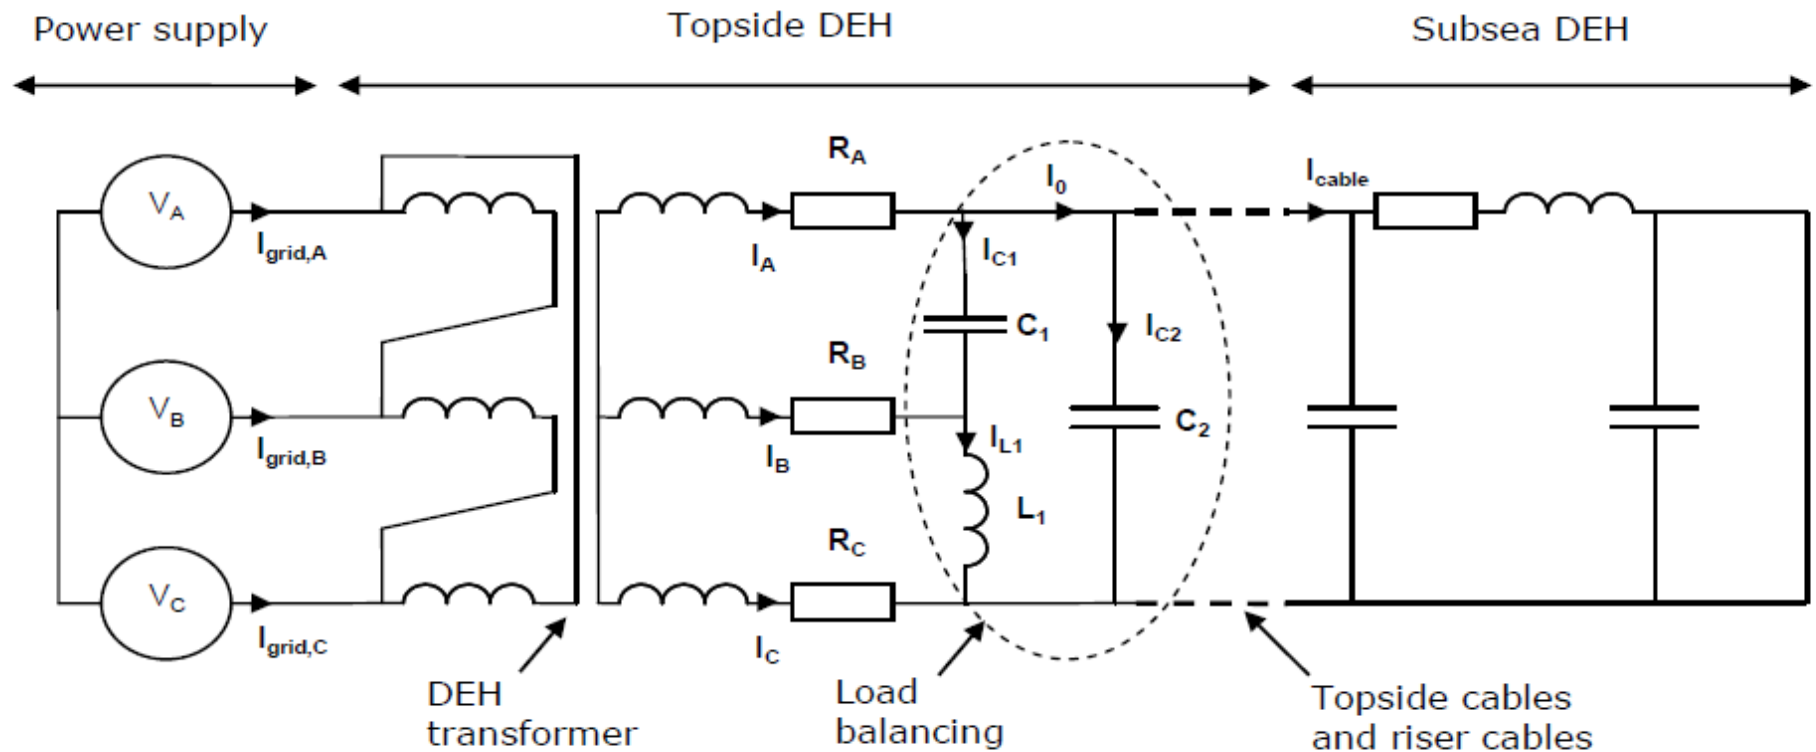 Power supply
Topside DEH
Subsea DEH
R_A
I_0
I_cable
V_A
I_grid,A
I_A
I_C1
C_1
I_C2
R_B
V_B
I_grid,B
I_B
I_L1
C_2
L_1
R_C
V_C
I_grid,C
I_C
DEH
transformer
Load
balancing
Topside cables
and riser cables